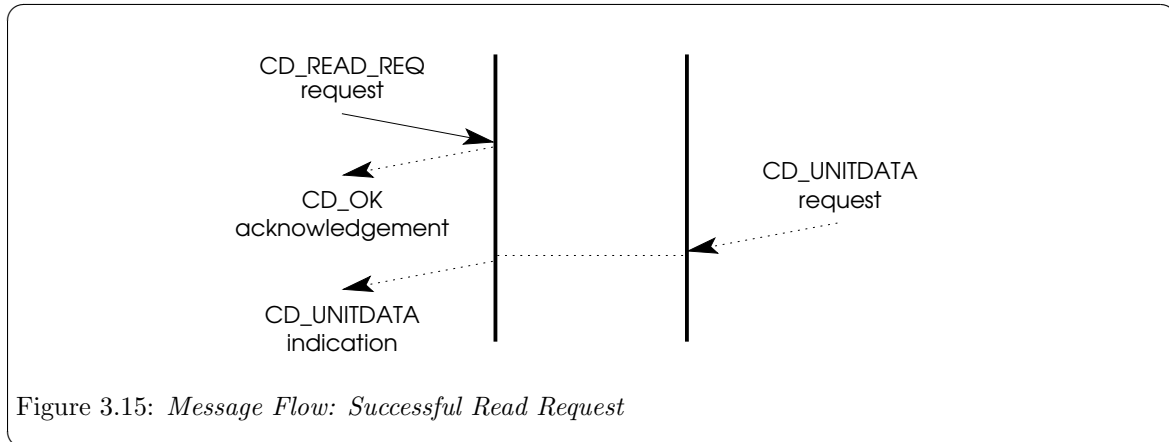 CD_READ_REQ
request
CD_OK
acknowledgement
CD_UNITDATA
request
CD_UNITDATA
indication
Figure 3.15: Message Flow: Successful Read Request